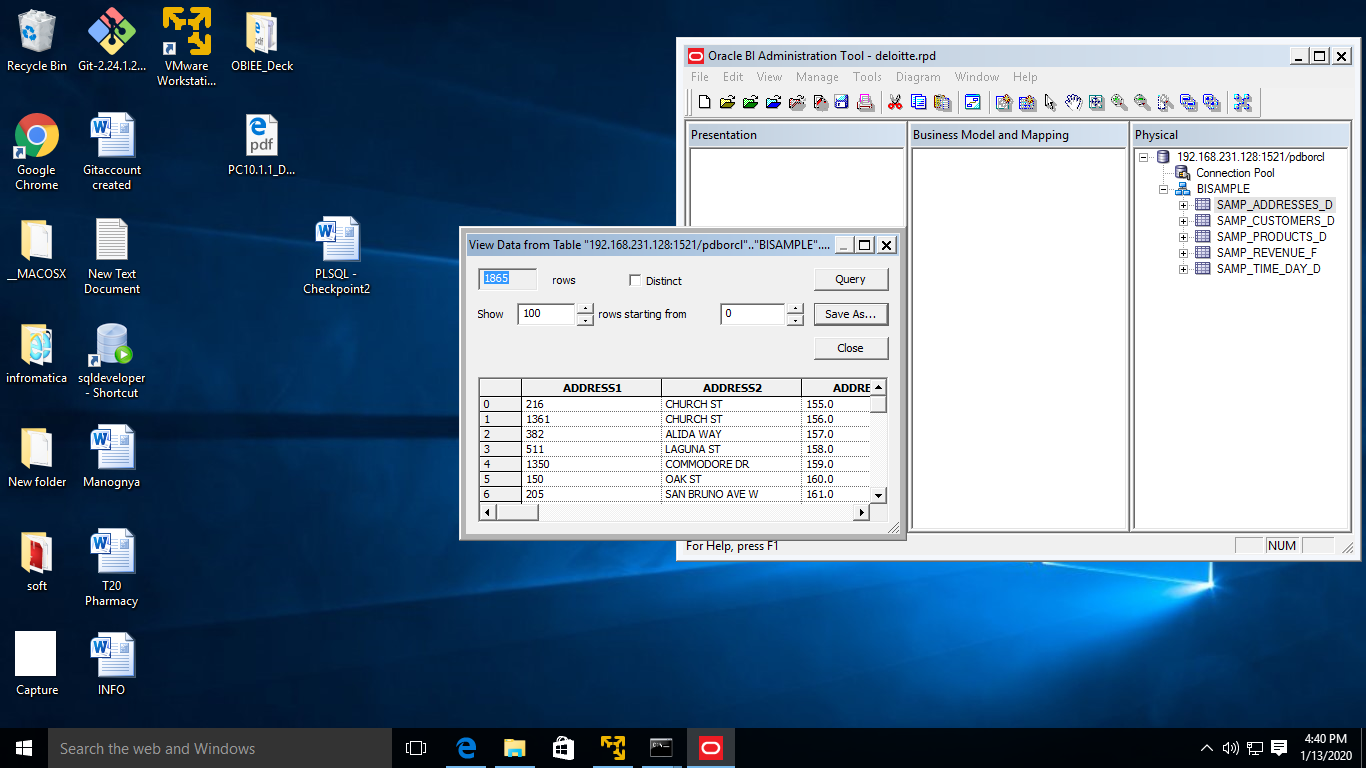 Recycle Bin
Git-2.24.1.2...
VMware
Workstati...
OBIEE_Deck
Google
Chrome
Gitaccount
created
PC10.1.1_D...
__MACOSX
New Text
Document
PLSQL -
Checkpoint2
infromatica
sqldeveloper
- Shortcut
New folder
Manognya
soft
T20
Pharmacy
Capture
INFO
Oracle BI Administration Tool - deloitte.rpd
File Edit View Manage Tools Diagram Window Help
Presentation
Business Model and Mapping
Physical
192.168.231.128:1521/pdborcl
Connection Pool
BISAMPLE
SAMP_ADDRESSES_D
SAMP_CUSTOMERS_D
SAMP_PRODUCTS_D
SAMP_REVENUE_F
SAMP_TIME_DAY_D
For Help, press F1
NUM
View Data from Table "192.168.231.128:1521/pdborcl".."BISAMPLE"....
1865 rows Distinct Query
Show 100 rows starting from 0 Save As...
Close
ADDRESS1 ADDRESS2 ADDRE
0 216 CHURCH ST 155.0
1 1361 CHURCH ST 156.0
2 382 ALIDA WAY 157.0
3 511 LAGUNA ST 158.0
4 1350 COMMODORE DR 159.0
5 150 OAK ST 160.0
6 205 SAN BRUNO AVE W 161.0
Search the web and Windows
4:40 PM
1/13/2020